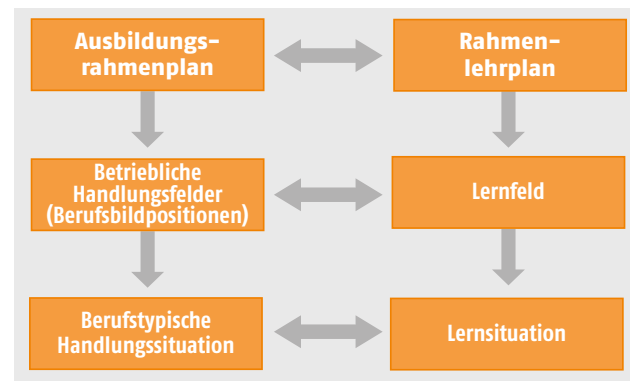 Ausbildungs-
rahmenplan
Rahmen-
lehrplan
Betriebliche
Handlungsfelder
(Berufsbildpositionen)
Lernfeld
Berufstypische
Handlungssituation
Lernsituation